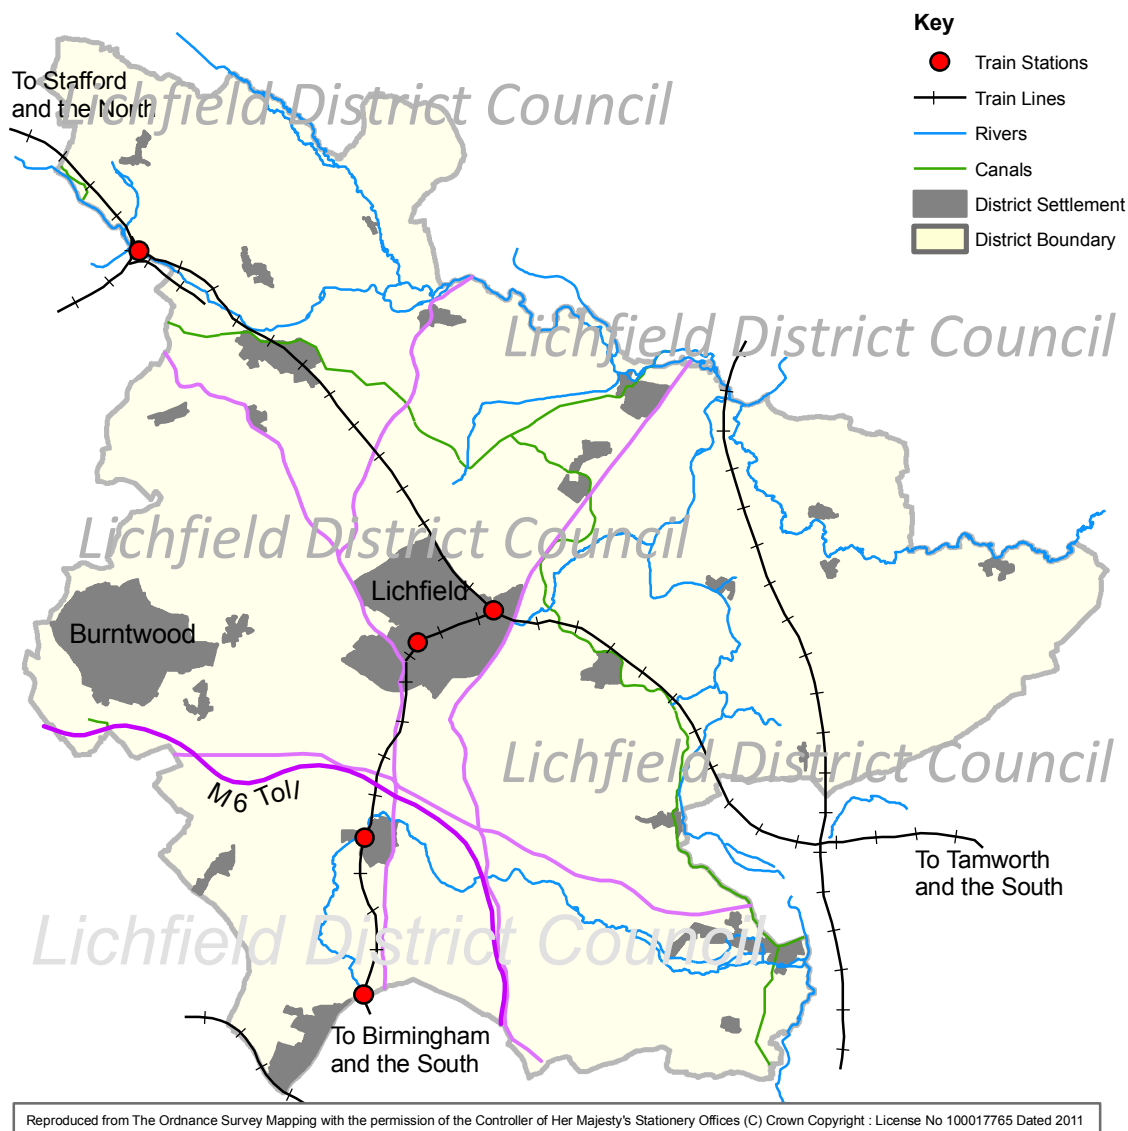 Key
Train Stations
Train Lines
Rivers
Canals
District Settlement
District Boundary
To Stafford
and the North
Lichfield District Council
Lichfield District Council
Lichfield District Council
Lichfield
Burntwood
Lichfield District Council
M6 Toll
To Tamworth
and the South
Lichfield District Council
To Birmingham
and the South
Reproduced from The Ordnance Survey Mapping with the permission of the Controller of Her Majesty's Stationery Offices (C) Crown Copyright : License No 100017765 Dated 2011